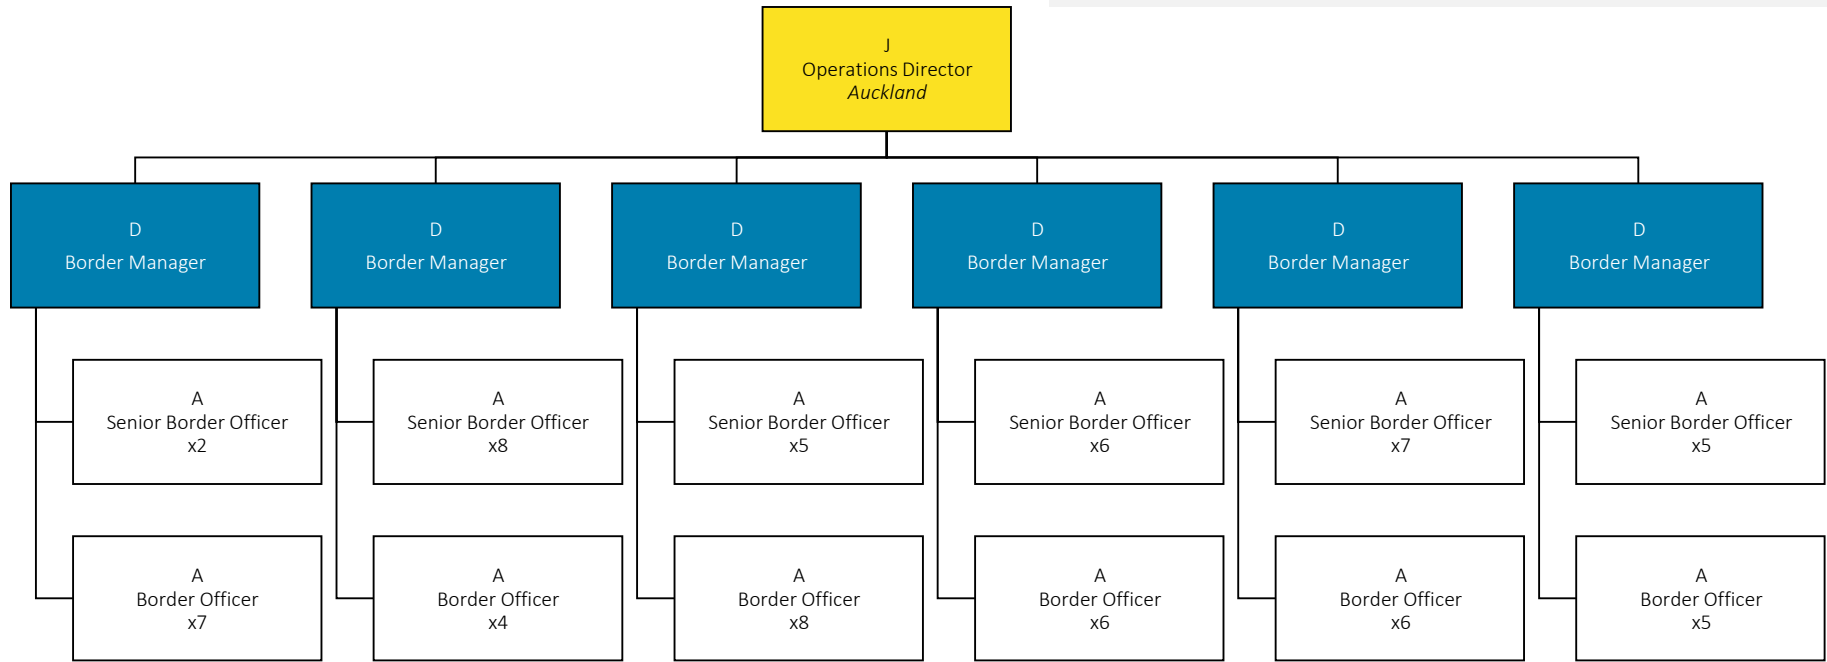 J
Operations Director
Auckland
D
Border Manager
D
Border Manager
D
Border Manager
D
Border Manager
D
Border Manager
D
Border Manager
A
Senior Border Officer
x2
A
Senior Border Officer
x8
A
Senior Border Officer
x5
A
Senior Border Officer
x6
A
Senior Border Officer
x7
A
Senior Border Officer
x5
A
Border Officer
x7
A
Border Officer
x4
A
Border Officer
x8
A
Border Officer
x6
A
Border Officer
x6
A
Border Officer
x5